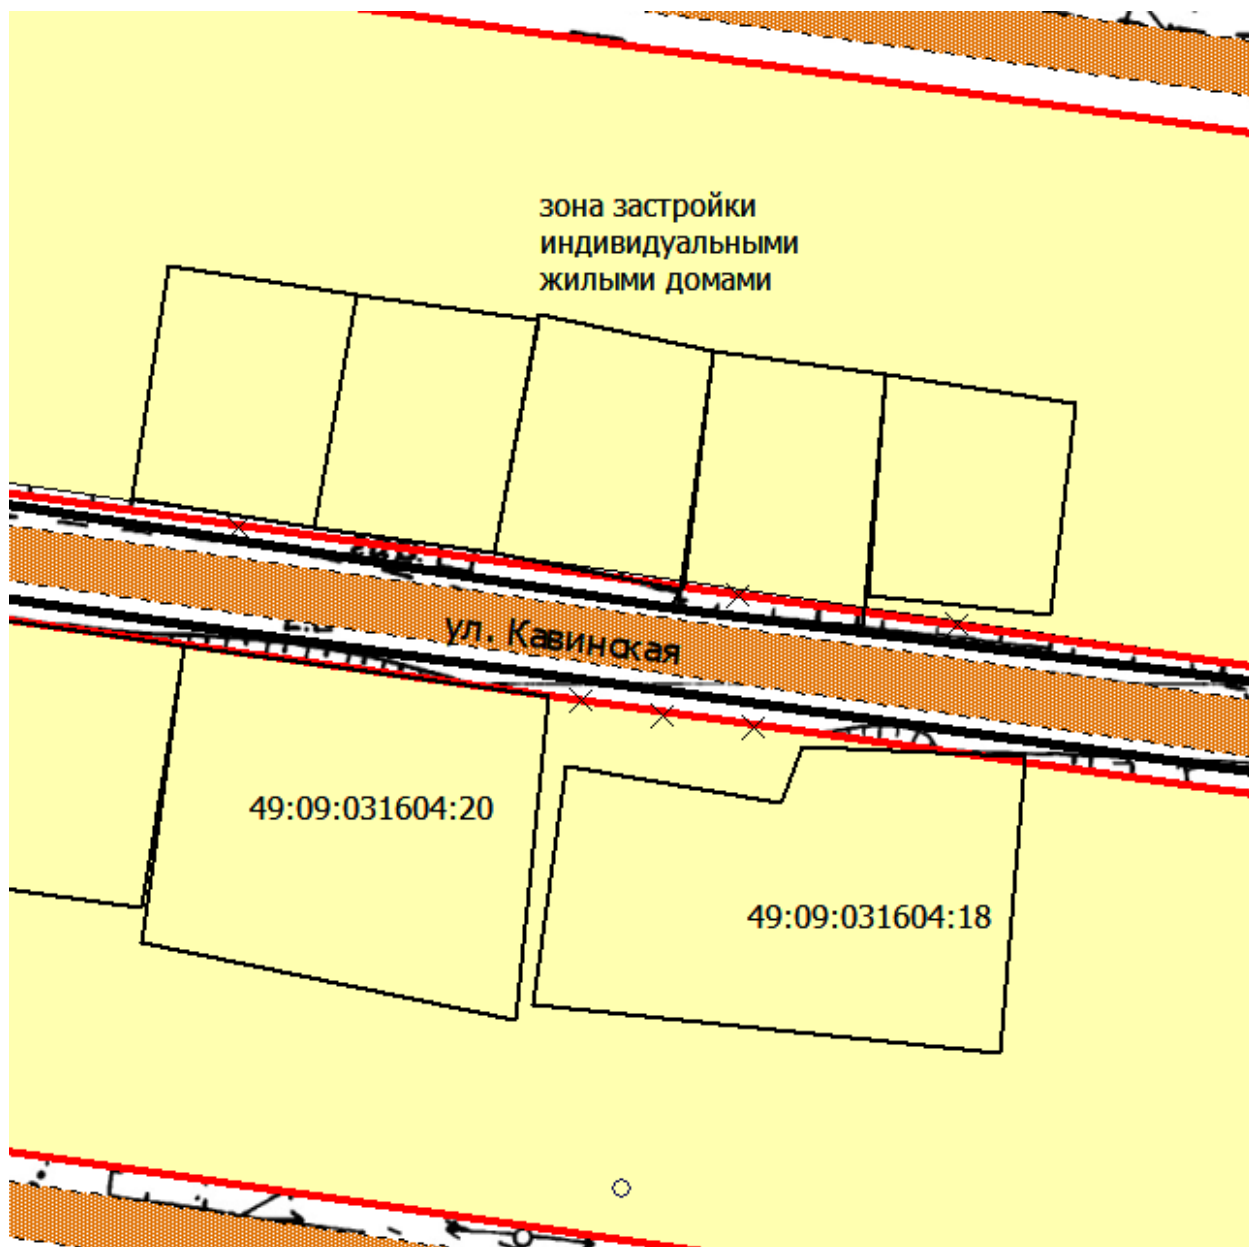 зона застройки
индивидуальными
жилыми домами
ул. Кавинская
49:09:031604:20
49:09:031604:18